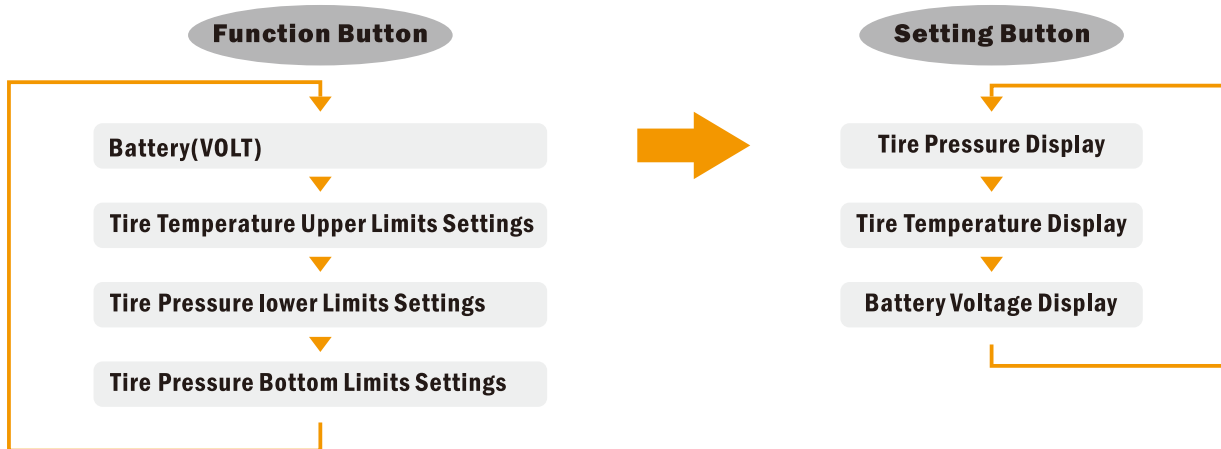 Function Button
Battery(VOLT)
Tire Temperature Upper Limits Settings
Tire Pressure lower Limits Settings
Tire Pressure Bottom Limits Settings
Setting Button
Tire Pressure Display
Tire Temperature Display
Battery Voltage Display